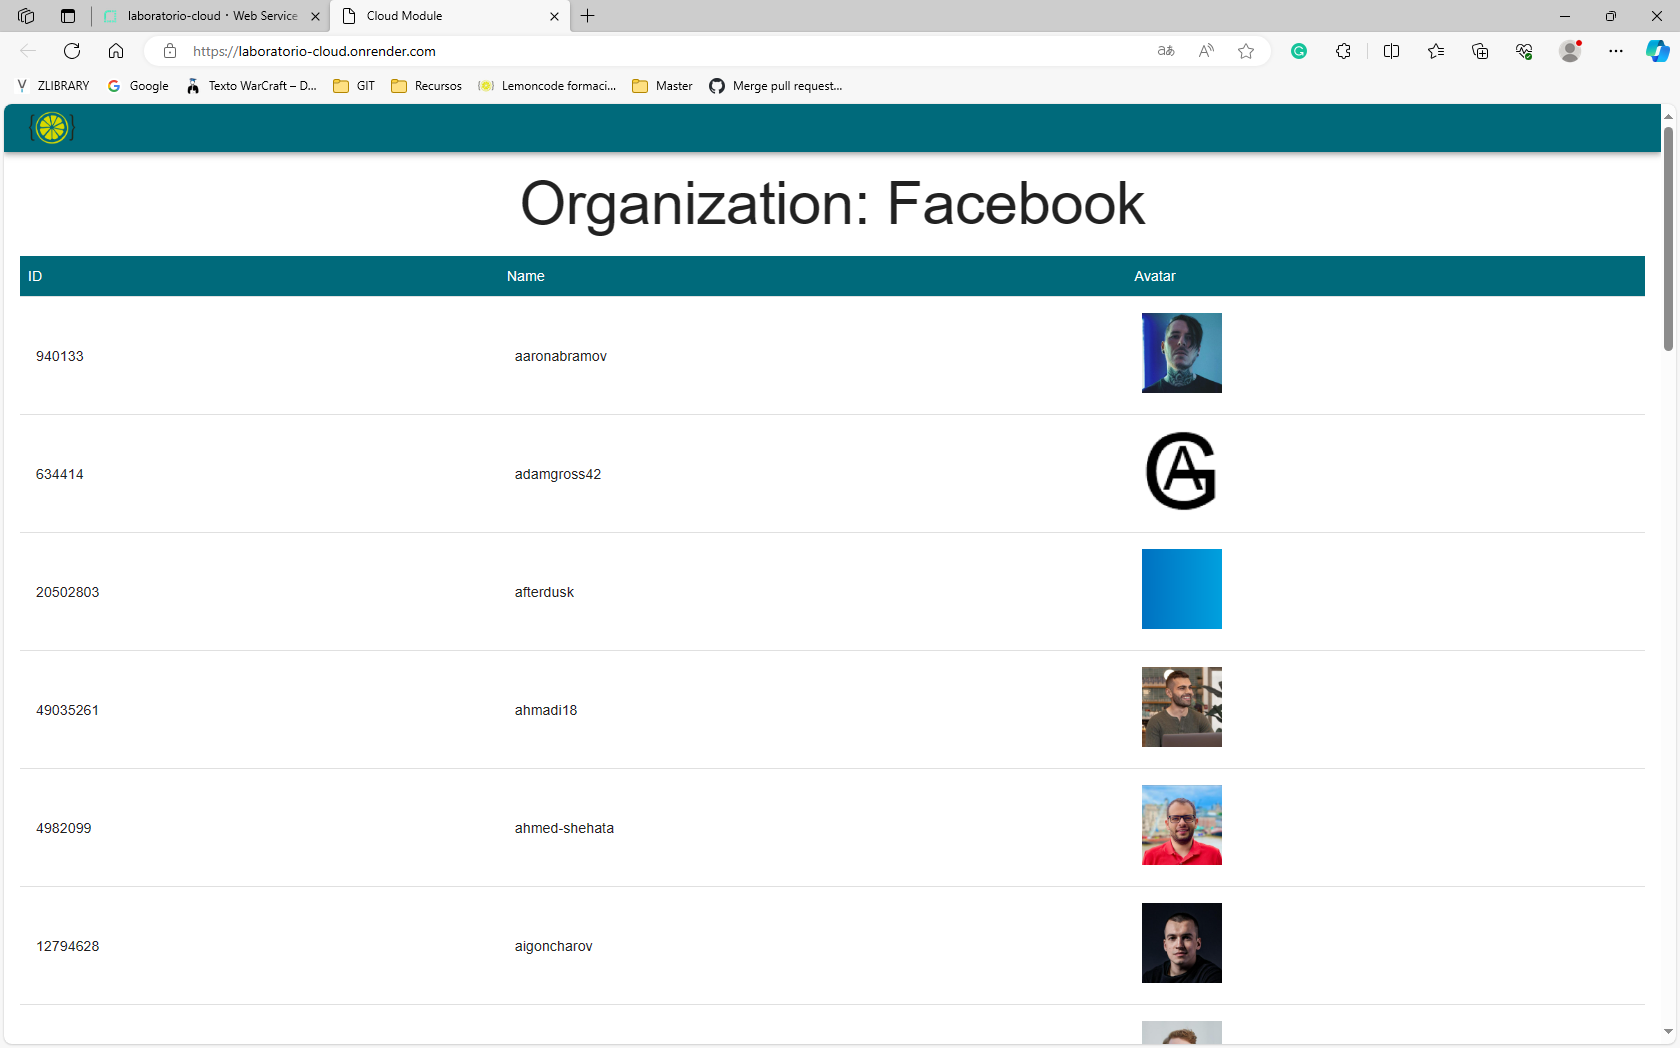 laboratorio-cloud · Web Service
Cloud Module
https://laboratorio-cloud.onrender.com
ZLIBRARY
Google
Texto WarCraft – D...
GIT
Recursos
Lemoncode formaci...
Master
Merge pull request...
Organization: Facebook
ID Name Avatar
940133 aaronabramov
634414 adamgross42
AG
20502803 afterdusk
49035261 ahmadi18
4982099 ahmed-shehata
12794628 aigoncharov